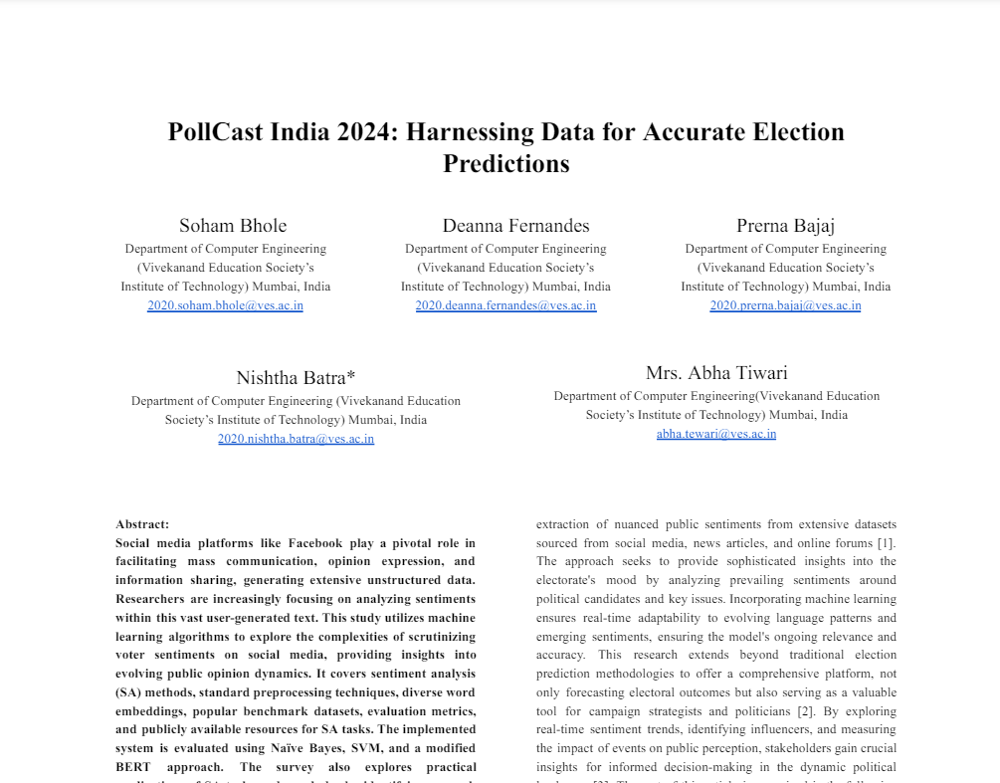 PollCast India 2024: Harnessing Data for Accurate Election
Predictions
Soham Bhole
Department of Computer Engineering
(Vivekanand Education Society's
Institute of Technology) Mumbai, India
2020.soham.bhole@ves.ac.in
Deanna Fernandes
Department of Computer Engineering
(Vivekanand Education Society's
Institute of Technology) Mumbai, India
2020.deanna.fernandes@ves.ac.in
Prerna Bajaj
Department of Computer Engineering
(Vivekanand Education Society's
Institute of Technology) Mumbai, India
2020.prerna.bajaj@ves.ac.in
Nishtha Batra*
Department of Computer Engineering (Vivekanand Education
Society's Institute of Technology) Mumbai, India
2020.nishtha.batra@ves.ac.in
Mrs. Abha Tiwari
Department of Computer Engineering(Vivekanand Education
Society's Institute of Technology) Mumbai, India
abha.tewari@ves.ac.in
Abstract:
Social media platforms like Facebook play a pivotal role in
facilitating mass communication, opinion expression, and
information sharing, generating extensive unstructured data.
Researchers are increasingly focusing on analyzing sentiments
within this vast user-generated text. This study utilizes machine
learning algorithms to explore the complexities of scrutinizing
voter sentiments on social media, providing insights into
evolving public opinion dynamics. It covers sentiment analysis
(SA) methods, standard preprocessing techniques, diverse word
embeddings, popular benchmark datasets, evaluation metrics,
and publicly available resources for SA tasks. The implemented
system is evaluated using Naïve Bayes, SVM, and a modified
BERT approach. The survey also explores practical
extraction of nuanced public sentiments from extensive datasets
sourced from social media, news articles, and online forums [1].
The approach seeks to provide sophisticated insights into the
electorate's mood by analyzing prevailing sentiments around
political candidates and key issues. Incorporating machine learning
ensures real-time adaptability to evolving language patterns and
emerging sentiments, ensuring the model's ongoing relevance and
accuracy. This research extends beyond traditional election
prediction methodologies to offer a comprehensive platform, not
only forecasting electoral outcomes but also serving as a valuable
tool for campaign strategists and politicians [2]. By exploring
real-time sentiment trends, identifying influencers, and measuring
the impact of events on public perception, stakeholders gain crucial
insights for informed decision-making in the dynamic political